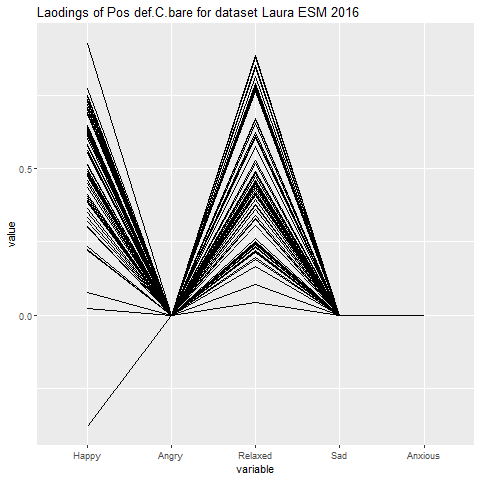 Laodings of Pos def.C.bare for dataset Laura ESM 2016
value
0.5
0.0
Happy Angry Relaxed Sad Anxious
variable